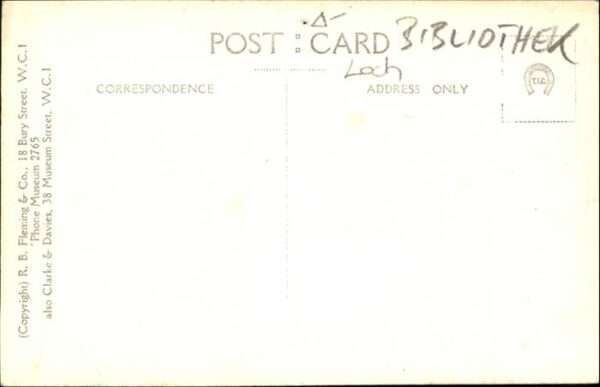 POST CARD BIBLIOTHEK
Loch
CORRESPONDENCE
ADDRESS ONLY
(Copyright) R. B. Fleming & Co., 18 Bury Street, W.C.1
'Phone Museum 2765
also Clarke & Davies, 38 Museum Street, W.C.1